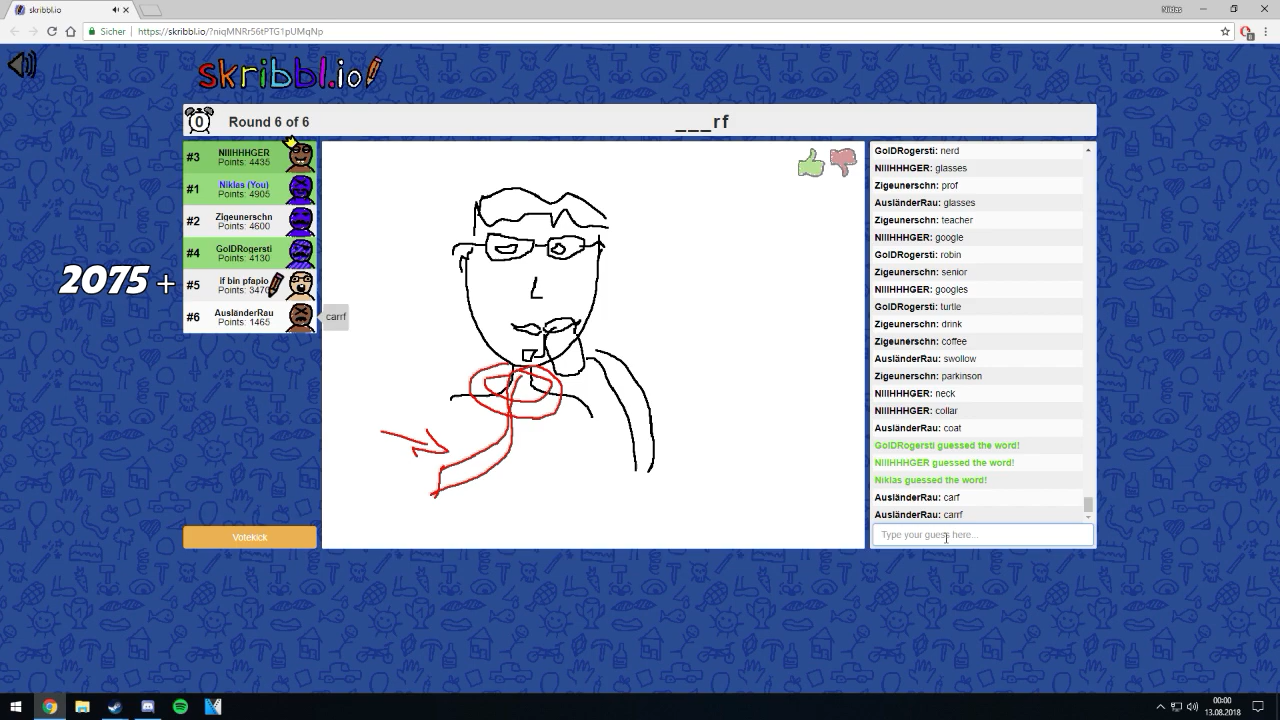 skribbl.io
Niklas
Sicher
https://skribbl.io/?niqMNRr56tPTG1pUMqNp
skribbl.io
0
Round 6 of 6
___rf
#3 NIIIHHHGER
Points: 4435
#1 Niklas (You)
Points: 4905
#2 Zigeunerschn
Points: 4600
#4 GolDRogersti
Points: 4130
2075 +
#5 if bin pfapio
Points: 3470
#6 AusländerRau
Points: 1465
carrf
Votekick
GolDRogersti: nerd
NIIIHHHGER: glasses
Zigeunerschn: prof
AusländerRau: glasses
Zigeunerschn: teacher
NIIIHHHGER: google
GolDRogersti: robin
Zigeunerschn: senior
NIIIHHHGER: googles
GolDRogersti: turtle
Zigeunerschn: drink
Zigeunerschn: coffee
AusländerRau: swollow
Zigeunerschn: parkinson
NIIIHHHGER: neck
NIIIHHHGER: collar
AusländerRau: coat
GolDRogersti guessed the word!
NIIIHHHGER guessed the word!
Niklas guessed the word!
AusländerRau: carf
AusländerRau: carrf
Type your guess here...
00:00
13.08.2018